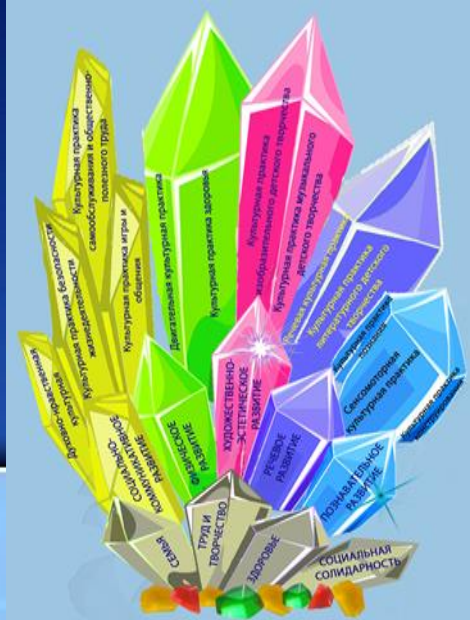 Культурная практика
самообслуживания и общественно-
полезного труда
Культурная практика безопасности
жизнедеятельности
Культурная практика игры и
общения
Духовно-нравственная
культурная
Двигательная культурная практика
Культурная практика здоровья
Культурная практика
изобразительного детского творчества
Культурная практика музыкального
детского творчества
Речевая культурная практика
Культурная практика
литературного детского
творчества
Культурная практика
познания
Сенсомоторная
культурная практика
Культурная практика
СОЦИАЛЬНО-
КОММУНИКАТИВНОЕ
РАЗВИТИЕ
ФИЗИЧЕСКОЕ
РАЗВИТИЕ
ХУДОЖЕСТВЕННО-
ЭСТЕТИЧЕСКОЕ
РАЗВИТИЕ
РЕЧЕВОЕ
РАЗВИТИЕ
ПОЗНАВАТЕЛЬНОЕ
РАЗВИТИЕ
СЕМЬЯ
ТРУД И
ТВОРЧЕСТВО
ЗДОРОВЬЕ
СОЦИАЛЬНАЯ
СОЛИДАРНОСТЬ